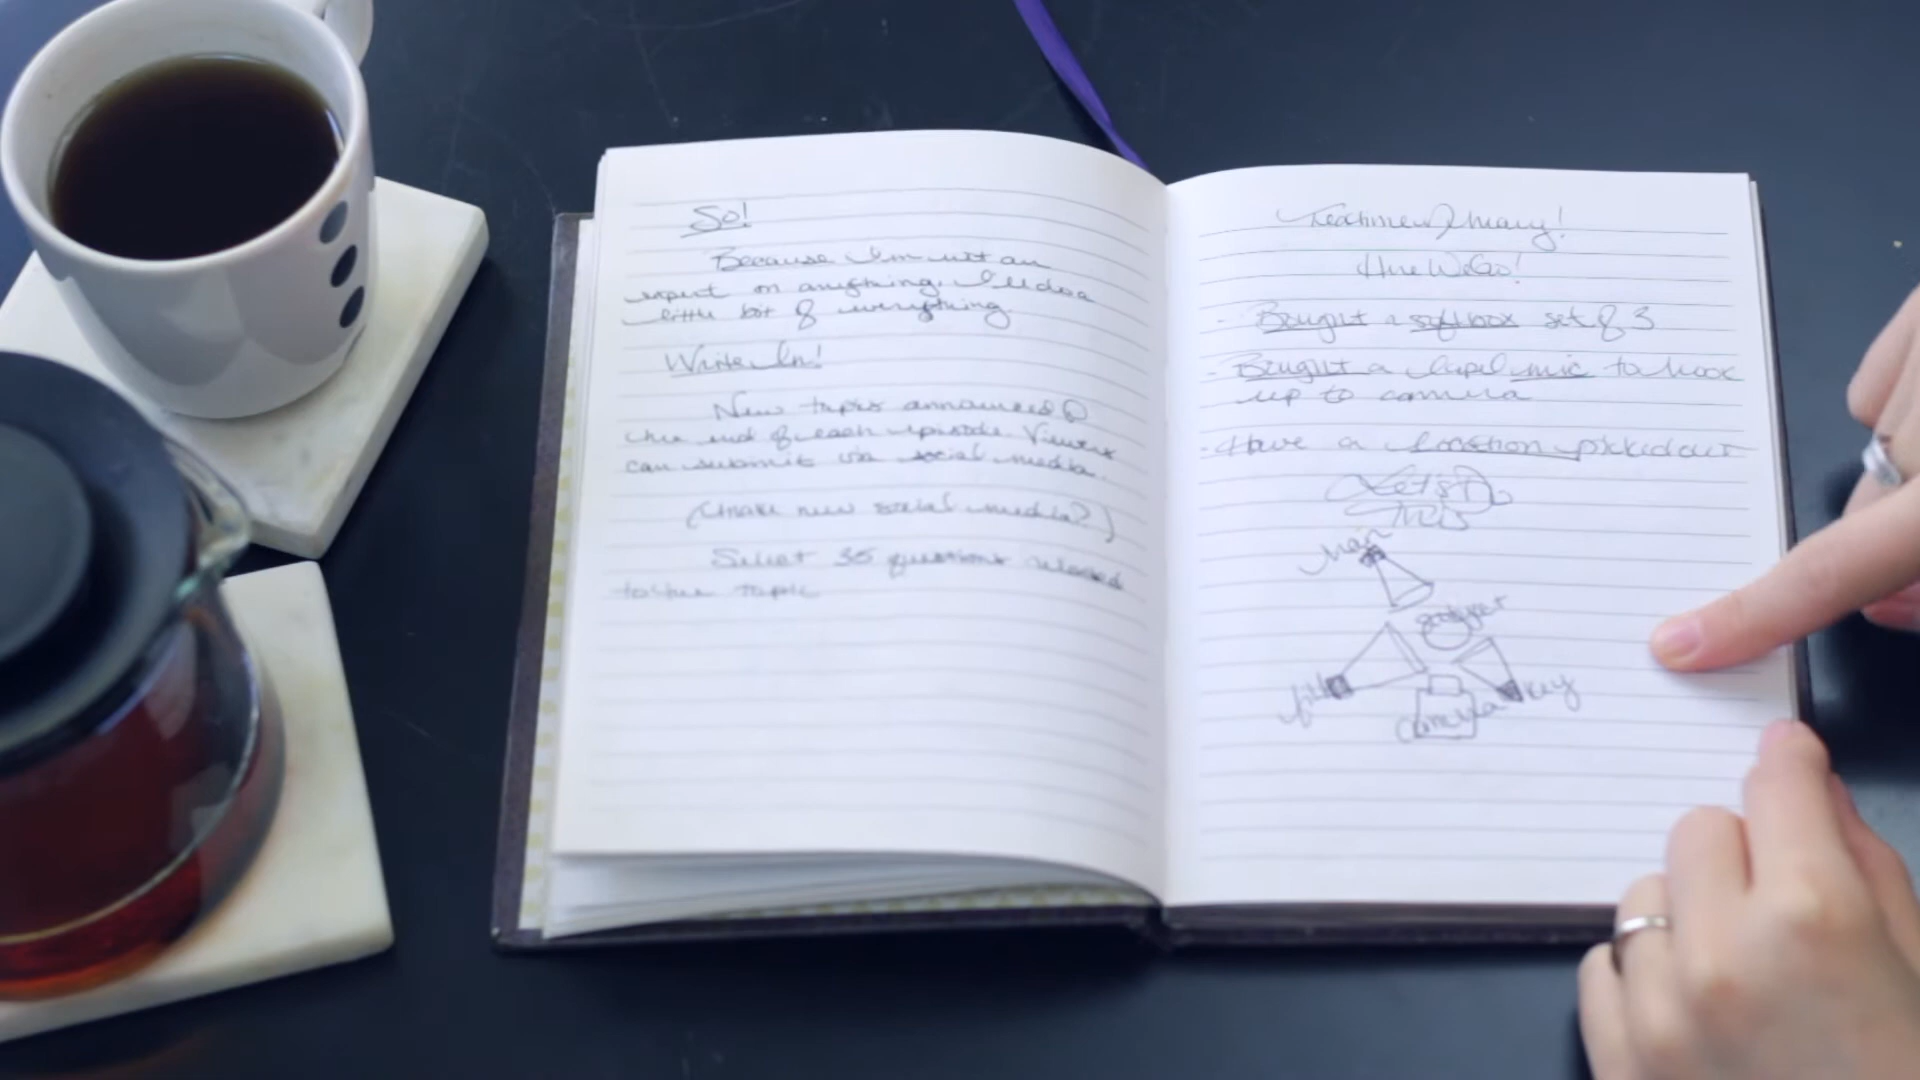 So!
Because I'm not an
expert on anything, I'll do a
little bit of everything.
Write In!
New topics announced @
the end of each episode. Viewers
can submit via social media.
(make new social media?)
Select 35 questions related
to the topic
Here We Go!
- Bought a softbox set of 3
- Bought a lapel mic to hook
up to camera
- Have a location picked out
Let's Do
This
hair
subject
fill
key
camera